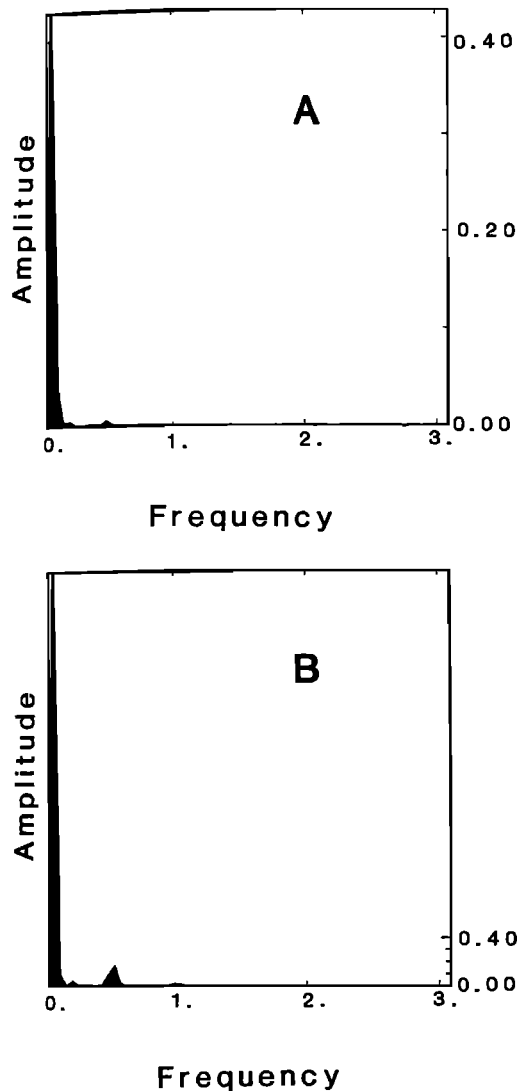 0.40
A
Amplitude
0.20
0.00
0. 1. 2. 3.
Frequency
B
Amplitude
0.40
0.00
0. 1. 2. 3.
Frequency